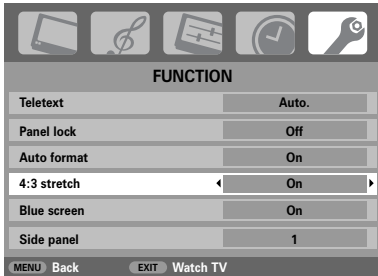 FUNCTION
Teletext Auto.
Panel lock Off
Auto format On
4:3 stretch On
Blue screen On
Side panel 1
MENU Back EXIT Watch TV